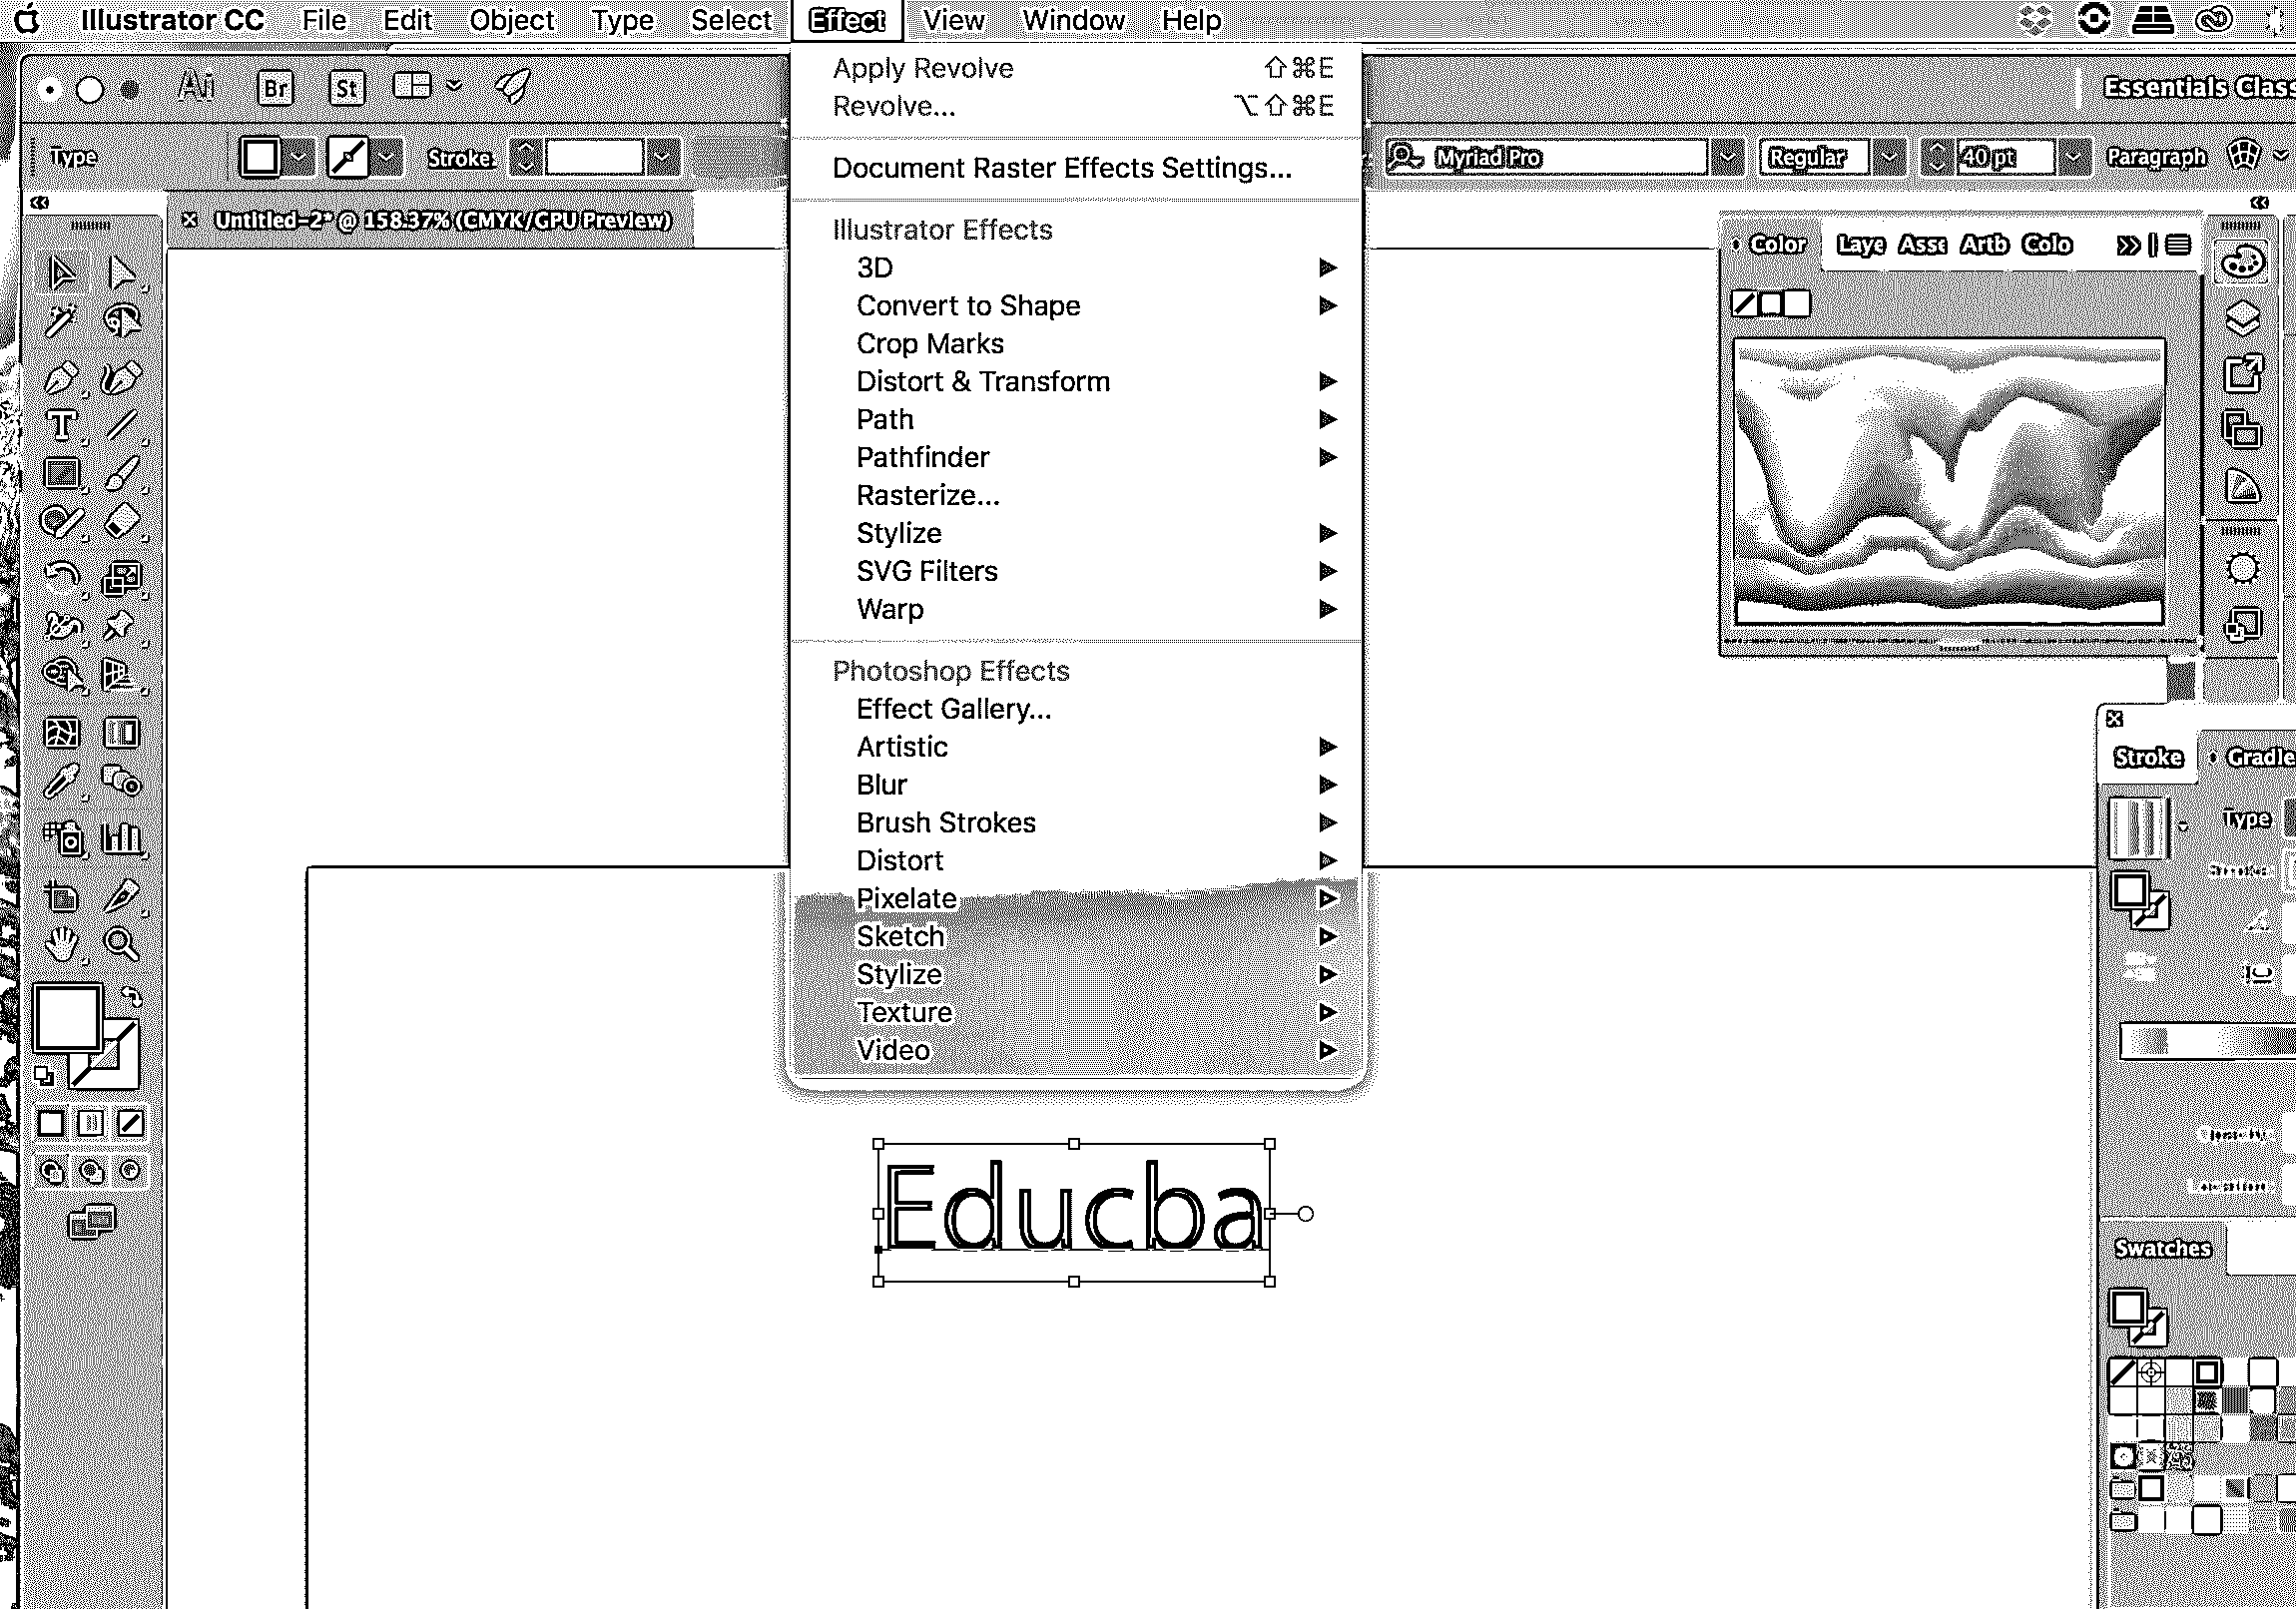 Illustrator CC File Edit Object Type Select Effect View Window Help
Ai Br St Essentials Class
Type Stroke: Myriad Pro Regular 40 pt Paragraph
Untitled-2* @ 158.37% (CMYK/GPU Preview)
Apply Revolve ⇧⌘E
Revolve... ⌥⇧⌘E
Document Raster Effects Settings...
Illustrator Effects
3D
Convert to Shape
Crop Marks
Distort & Transform
Path
Pathfinder
Rasterize...
Stylize
SVG Filters
Warp
Photoshop Effects
Effect Gallery...
Artistic
Blur
Brush Strokes
Distort
Pixelate
Sketch
Stylize
Texture
Video
Color Laye Asse Artb Colo
Stroke Gradie
Type
Swatches
Educba